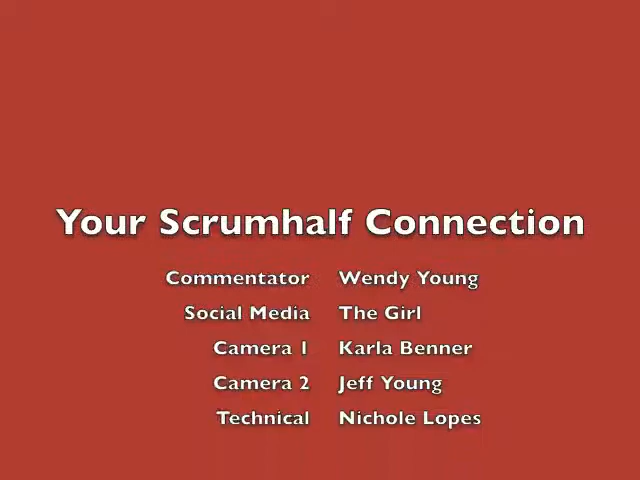 Your Scrumhalf Connection
Commentator Wendy Young
Social Media The Girl
Camera 1 Karla Benner
Camera 2 Jeff Young
Technical Nichole Lopes